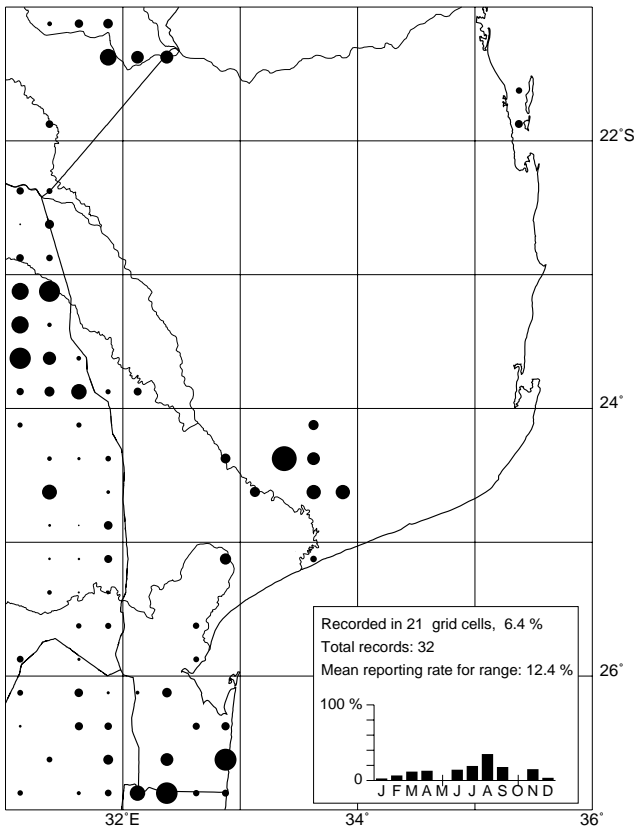 22˚S
24˚
Recorded in 21 grid cells, 6.4 %
Total records: 32
Mean reporting rate for range: 12.4 %
26˚
100 %
0
J F M A M J J A S O N D
32˚E
34˚
36˚